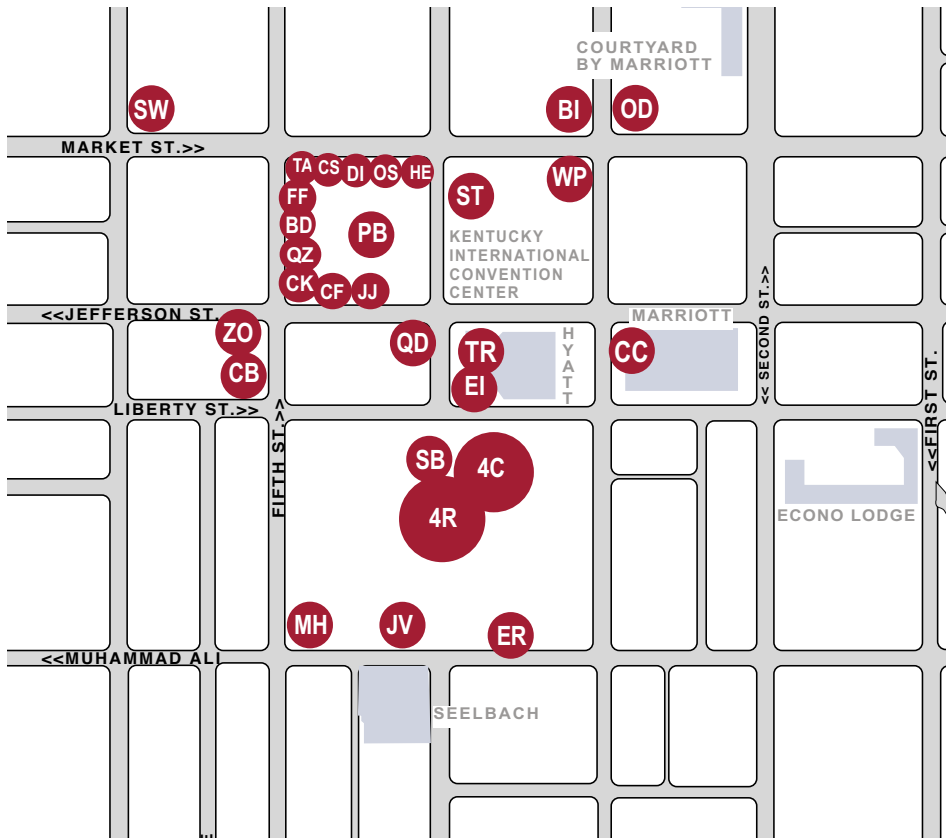 COURTYARD
BY MARRIOTT
SW
BI
OD
MARKET ST.>>
TA
CS
DI
OS
HE
WP
FF
ST
BD
PB
KENTUCKY
INTERNATIONAL
CONVENTION
CENTER
QZ
CK
CF
JJ
<< SECOND ST.>>
<<JEFFERSON ST.
MARRIOTT
ZO
QD
TR
HYATT
CC
CB
EI
LIBERTY ST.>>
FIFTH ST.>>
<<FIRST ST.
SB
4C
4R
ECONO LODGE
MH
JV
ER
<<MUHAMMAD ALI
SEELBACH